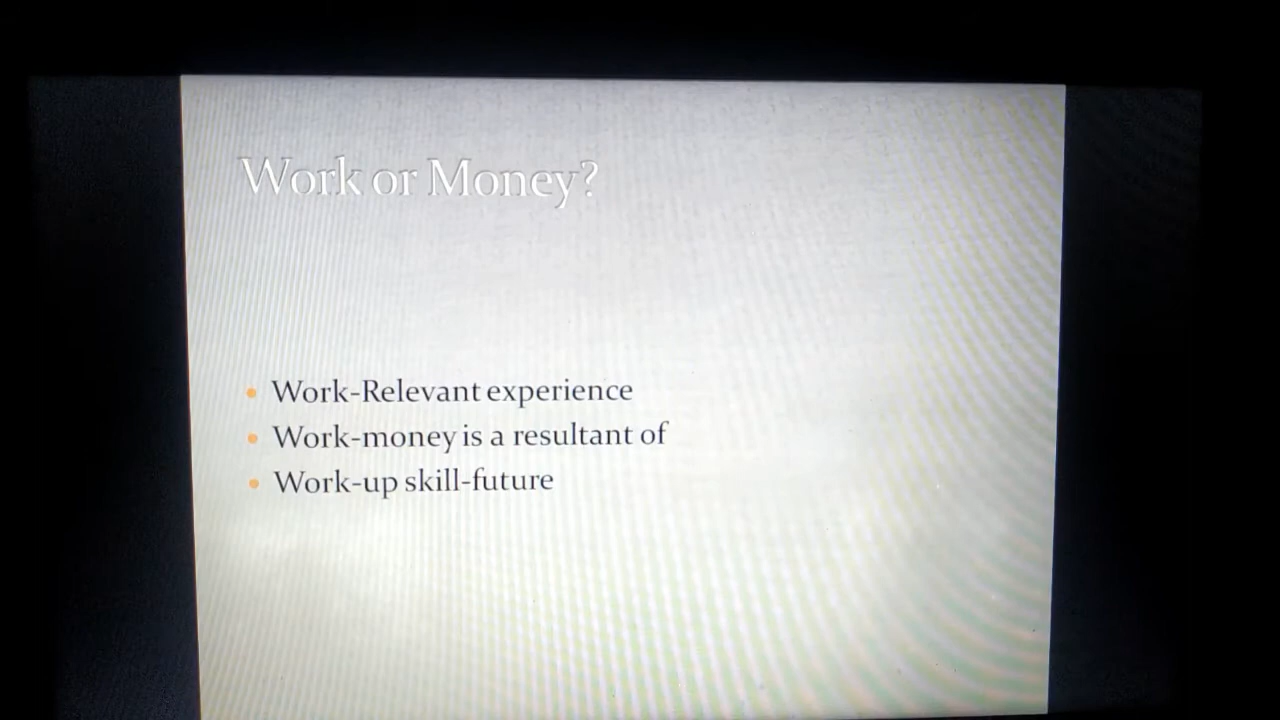 Work or Money?
Work-Relevant experience
Work-money is a resultant of
Work-up skill-future